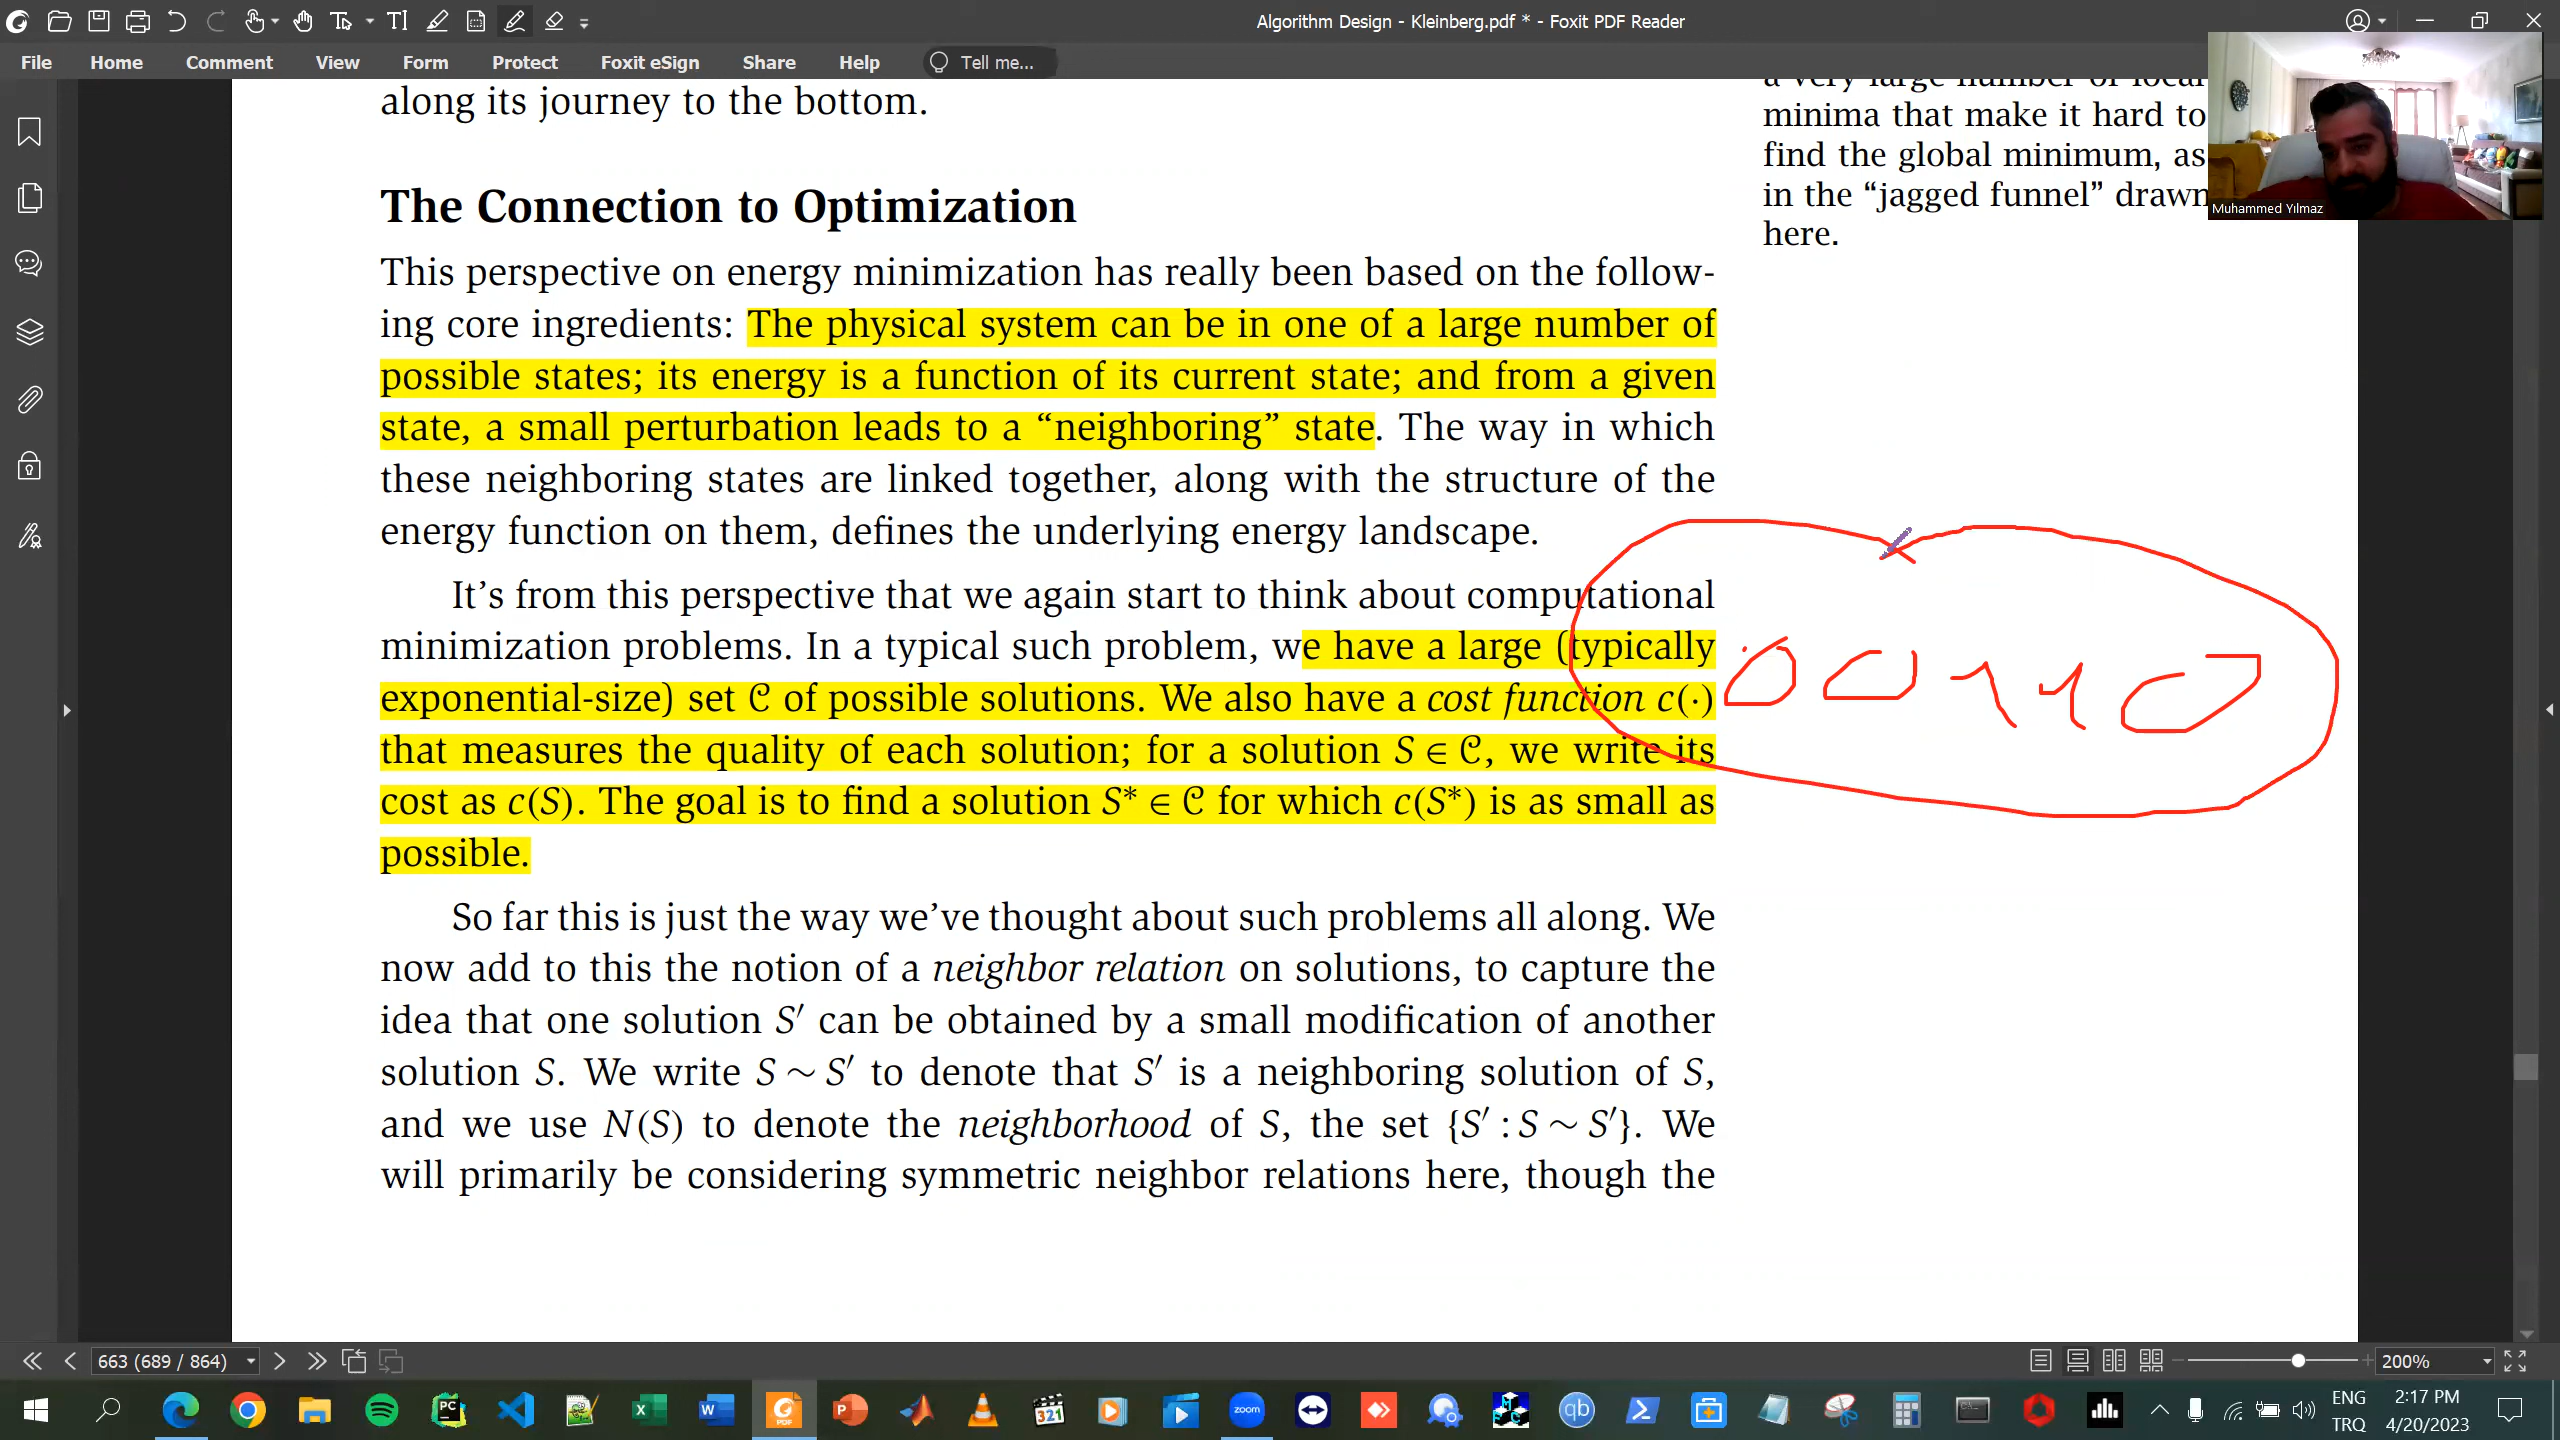 Algorithm Design - Kleinberg.pdf * - Foxit PDF Reader
File Home Comment View Form Protect Foxit eSign Share Help Tell me...
along its journey to the bottom.
The Connection to Optimization
This perspective on energy minimization has really been based on the follow-
ing core ingredients: The physical system can be in one of a large number of
possible states; its energy is a function of its current state; and from a given
state, a small perturbation leads to a “neighboring” state. The way in which
these neighboring states are linked together, along with the structure of the
energy function on them, defines the underlying energy landscape.
It’s from this perspective that we again start to think about computational
minimization problems. In a typical such problem, we have a large (typically
exponential-size) set C of possible solutions. We also have a cost function c(·)
that measures the quality of each solution; for a solution S ∈ C, we write its
cost as c(S). The goal is to find a solution S* ∈ C for which c(S*) is as small as
possible.
So far this is just the way we’ve thought about such problems all along. We
now add to this the notion of a neighbor relation on solutions, to capture the
idea that one solution S′ can be obtained by a small modification of another
solution S. We write S ∼ S′ to denote that S′ is a neighboring solution of S,
and we use N(S) to denote the neighborhood of S, the set {S′ : S ∼ S′}. We
will primarily be considering symmetric neighbor relations here, though the
a very large number of local
minima that make it hard to
find the global minimum, as
in the “jagged funnel” drawn
here.
Muhammed Yılmaz
0 0 1 1 0
663 (689 / 864)
200%
ENG
TRQ
2:17 PM
4/20/2023